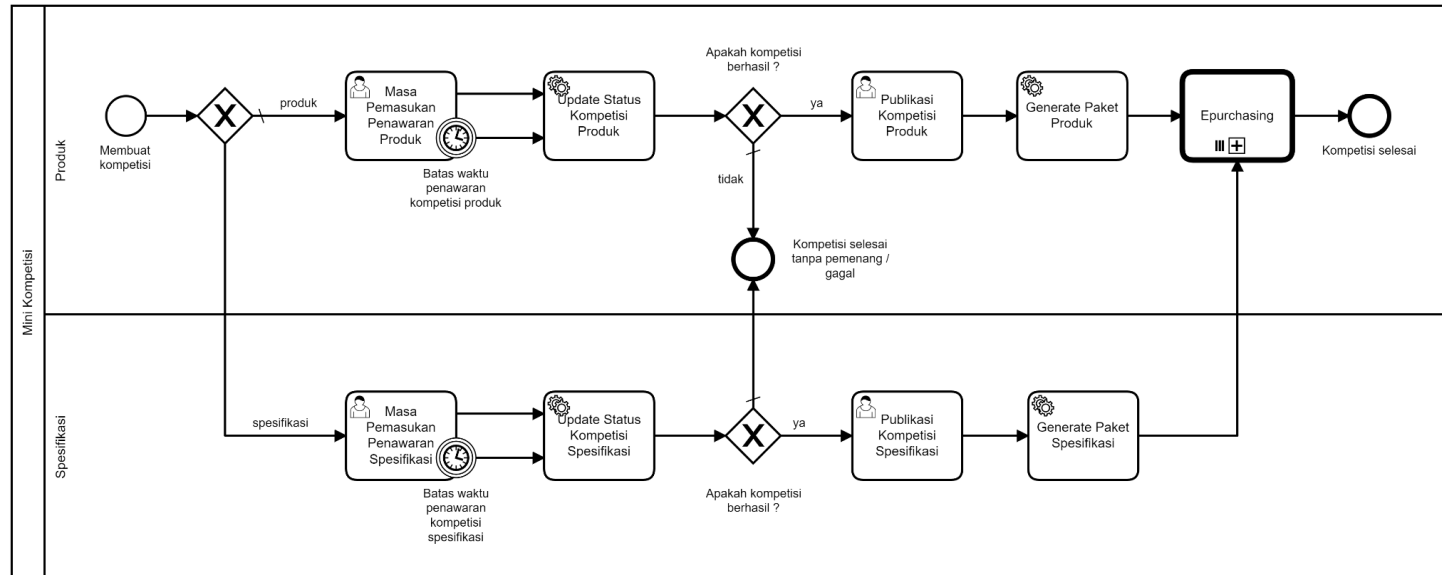 Mini Kompetisi
Produk
Membuat
kompetisi
produk
Masa
Pemasukan
Penawaran
Produk
Batas waktu
penawaran
kompetisi produk
Update Status
Kompetisi
Produk
Apakah kompetisi
berhasil ?
ya
tidak
Publikasi
Kompetisi
Produk
Generate Paket
Produk
Epurchasing
Kompetisi selesai
Kompetisi selesai
tanpa pemenang /
gagal
Spesifikasi
spesifikasi
Masa
Pemasukan
Penawaran
Spesifikasi
Batas waktu
penawaran
kompetisi
spesifikasi
Update Status
Kompetisi
Spesifikasi
ya
Apakah kompetisi
berhasil ?
Publikasi
Kompetisi
Spesifikasi
Generate Paket
Spesifikasi